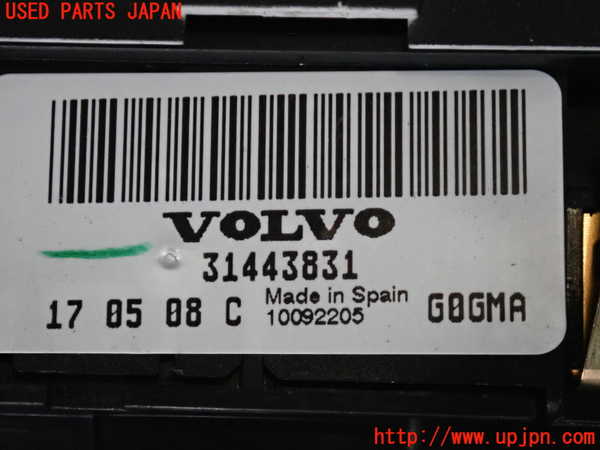 USED PARTS JAPAN
VOLVO
31443831
17 05 08 C
Made in Spain
10092205
G0GMA
http://www.upjpn.com/